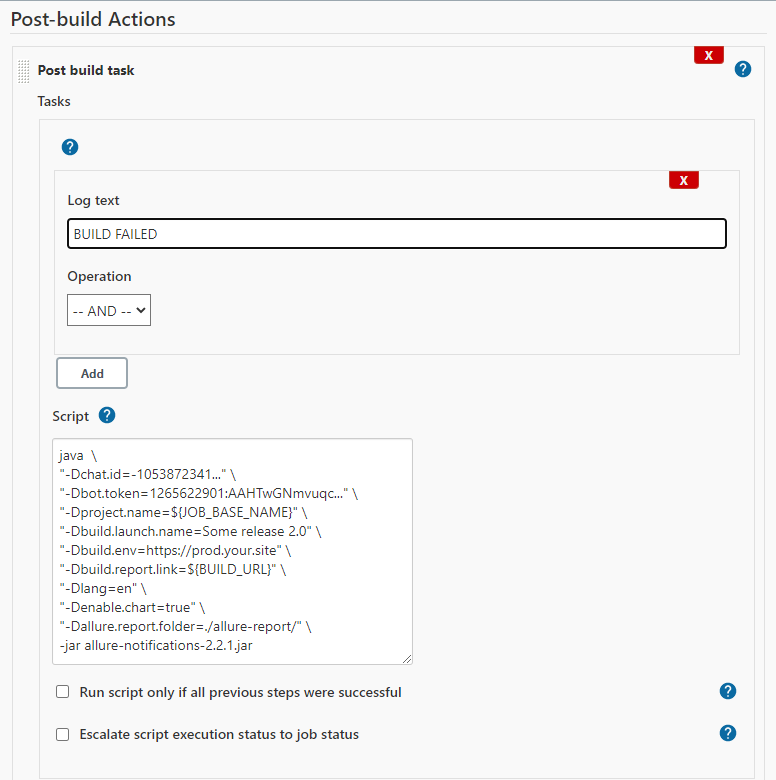 Post-build Actions
X
Post build task
?
Tasks
?
X
Log text
BUILD FAILED
Operation
-- AND --
Add
Script ?
java \
"-Dchat.id=-1053872341..." \
"-Dbot.token=1265622901:AAHTwGNmvuqc..." \
"-Dproject.name=${JOB_BASE_NAME}" \
"-Dbuild.launch.name=Some release 2.0" \
"-Dbuild.env=https://prod.your.site" \
"-Dbuild.report.link=${BUILD_URL}" \
"-Dlang=en" \
"-Denable.chart=true" \
"-Dallure.report.folder=./allure-report/" \
-jar allure-notifications-2.2.1.jar
Run script only if all previous steps were successful ?
Escalate script execution status to job status ?